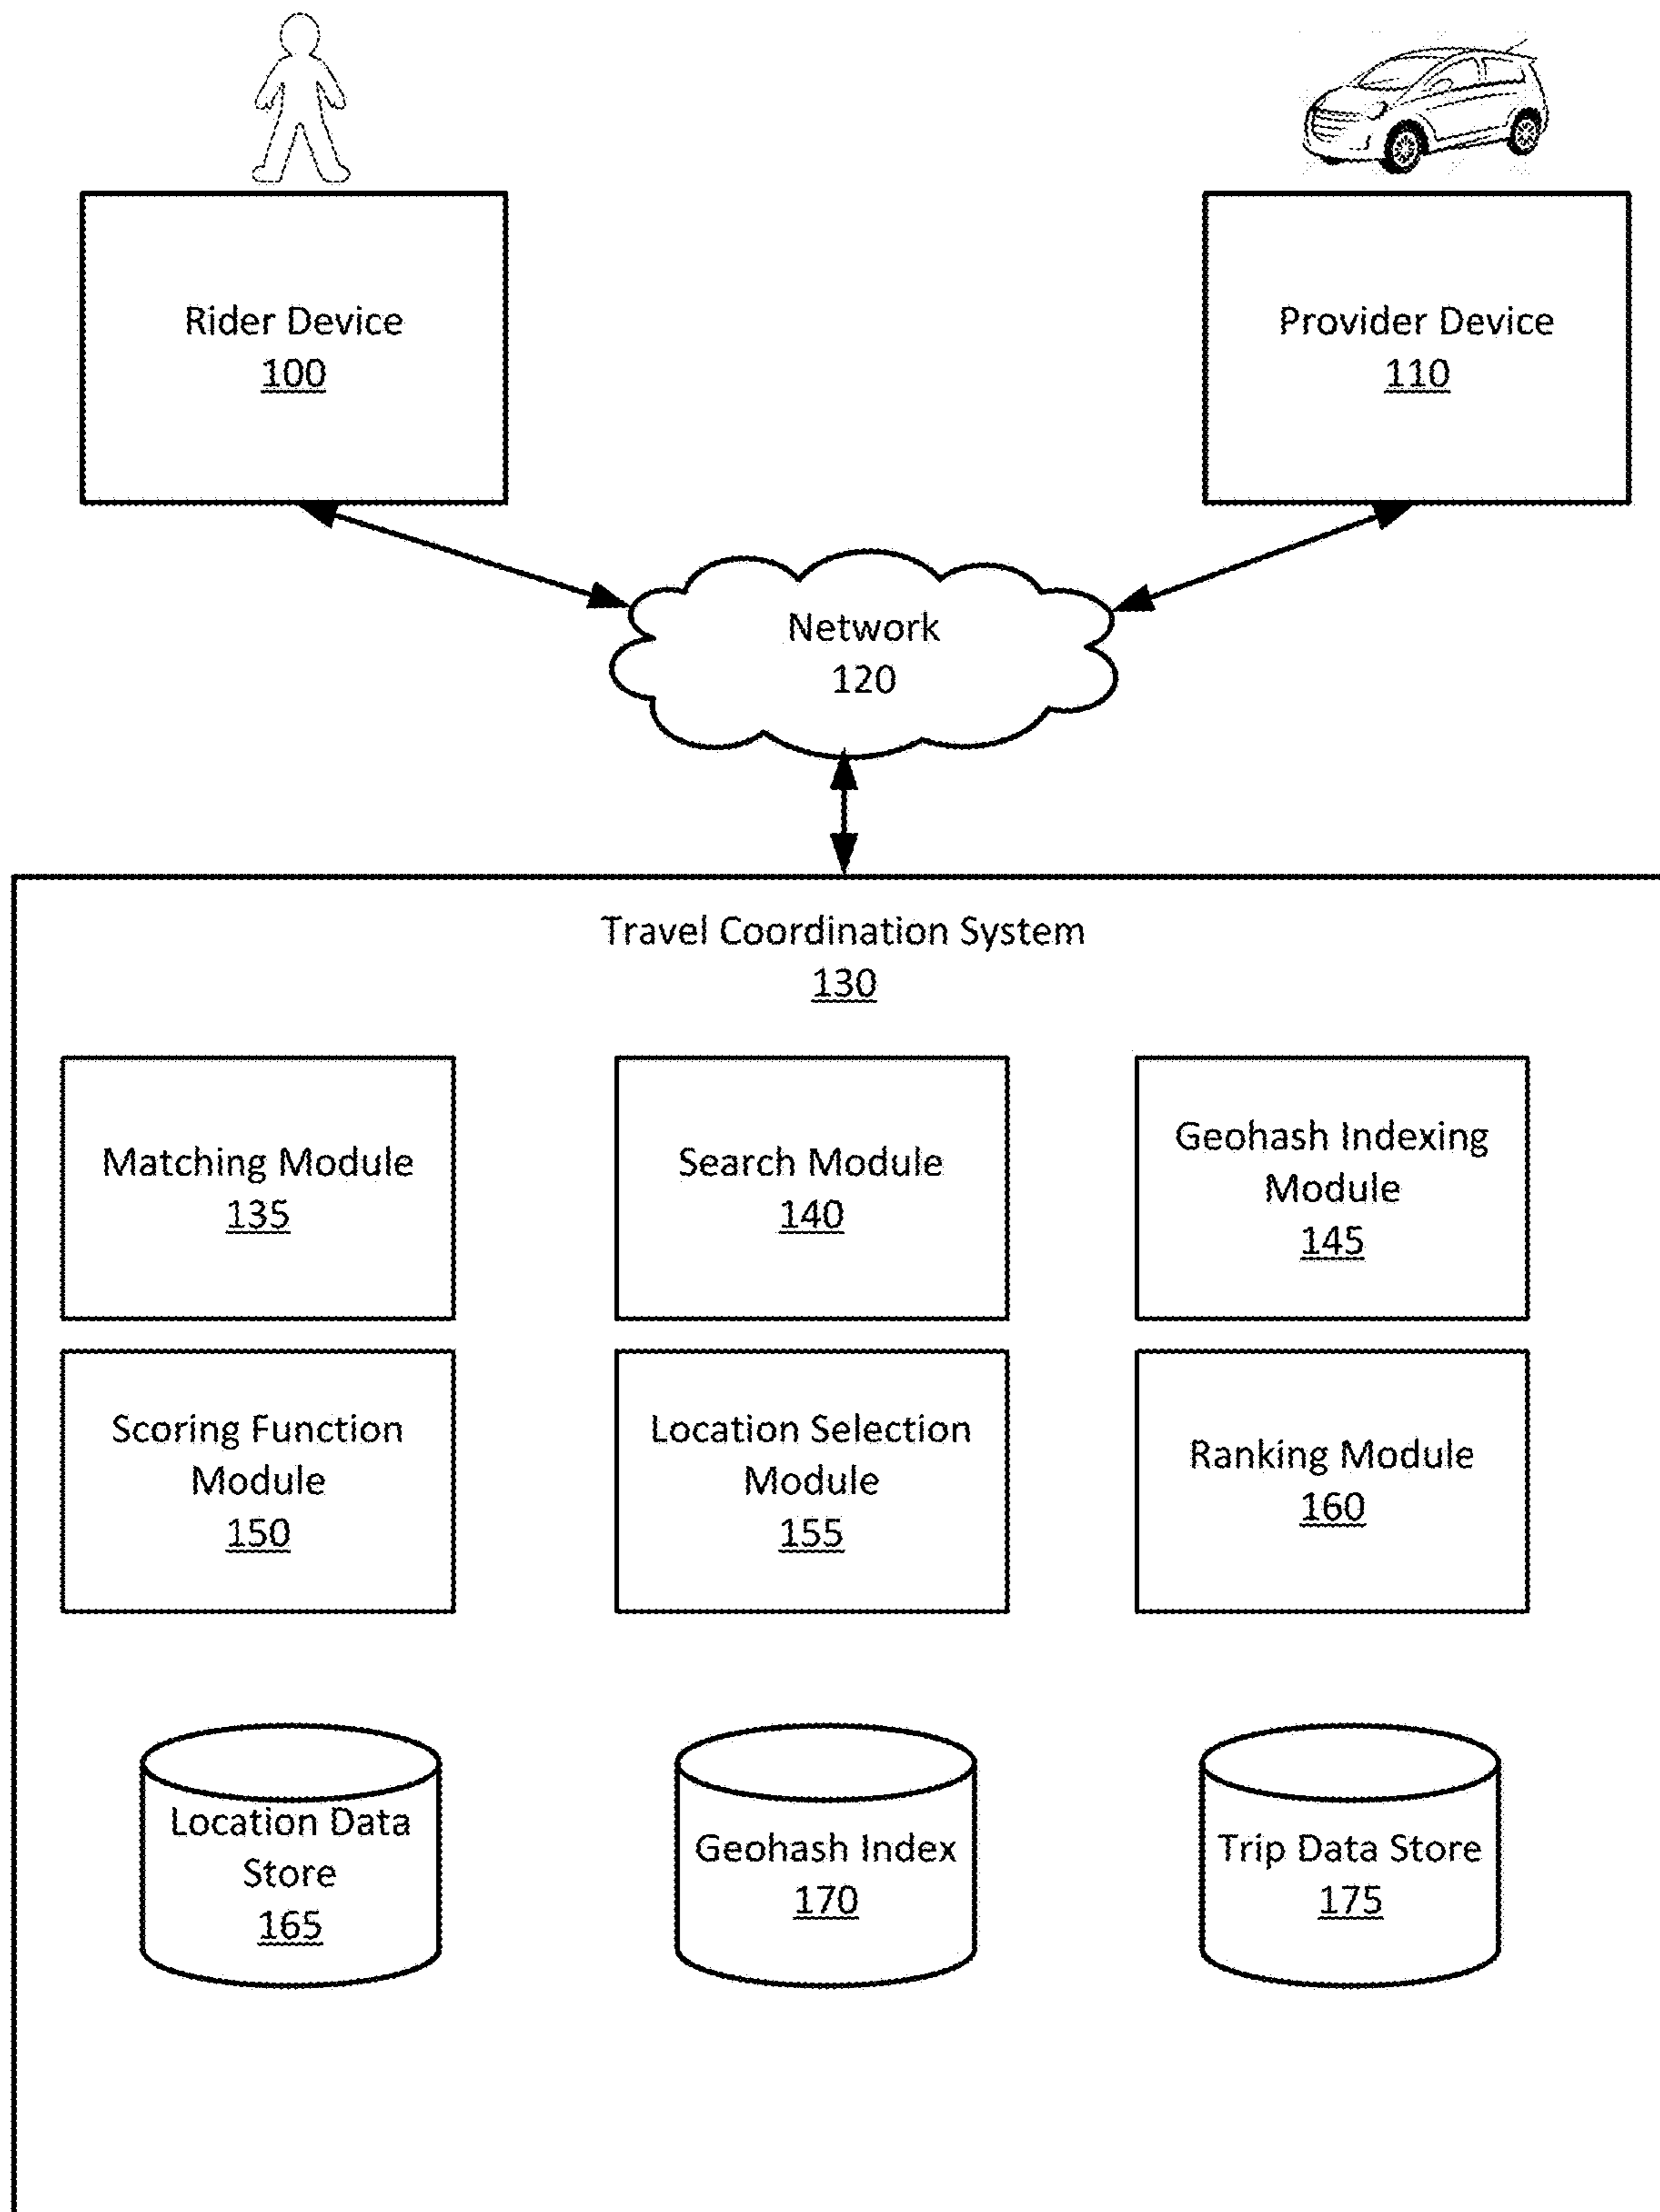 Rider Device
100
Provider Device
110
Network
120
Travel Coordination System
130
Matching Module
135
Search Module
140
Geohash Indexing
Module
145
Scoring Function
Module
150
Location Selection
Module
155
Ranking Module
160
Location Data
Store
165
Geohash Index
170
Trip Data Store
175